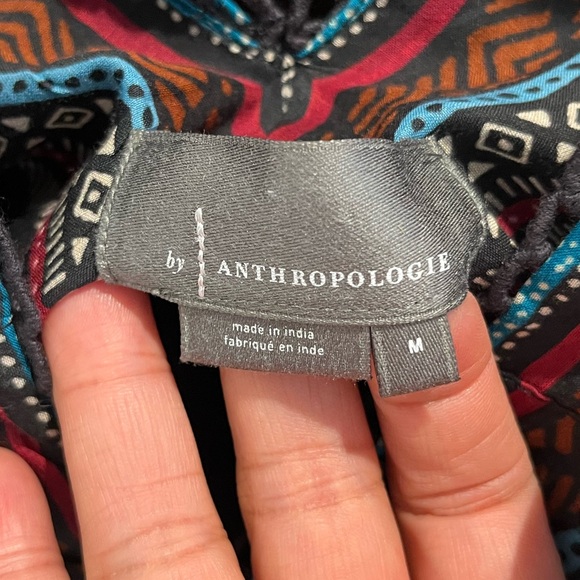 by ANTHROPOLOGIE
made in india
fabriqué en inde
M